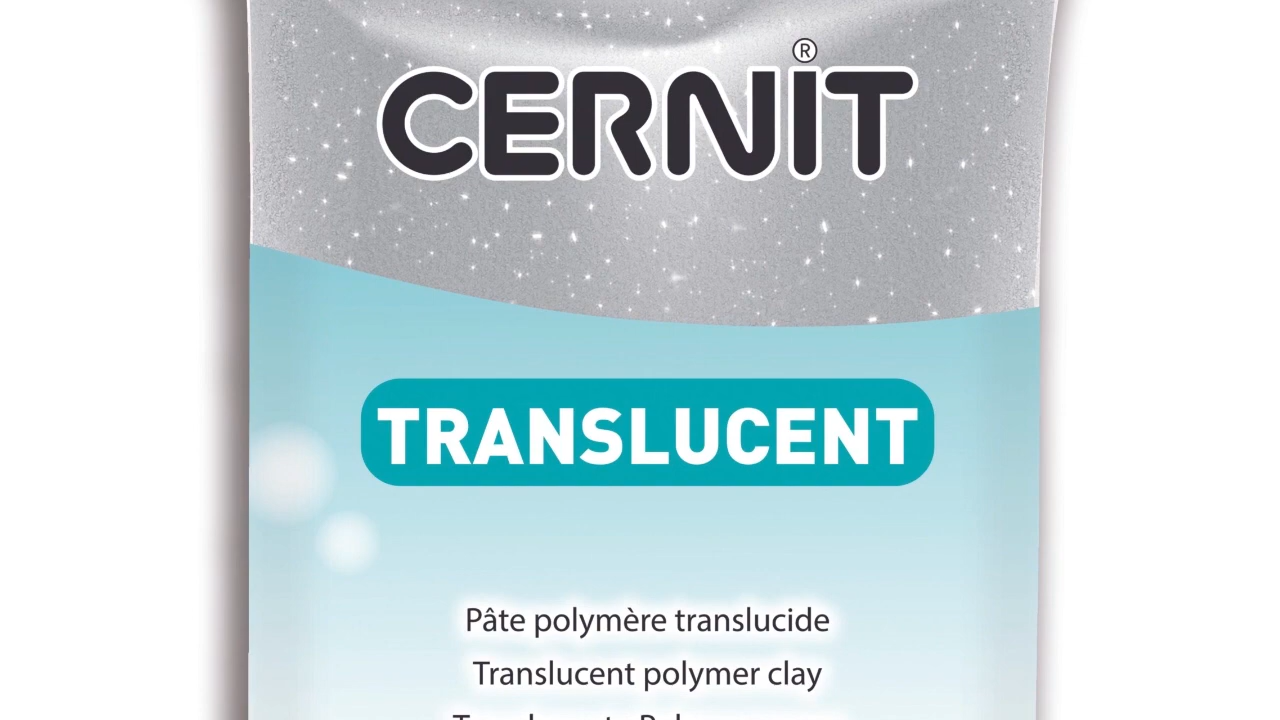 CERNIT®
TRANSLUCENT
Pâte polymère translucide
Translucent polymer clay